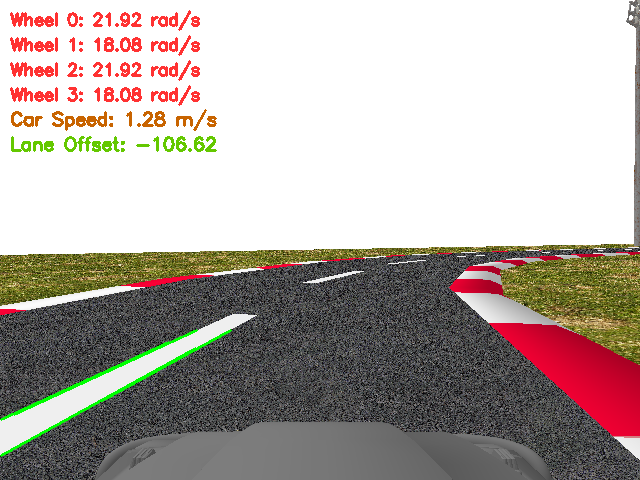 Wheel 0: 21.92 rad/s
Wheel 1: 18.08 rad/s
Wheel 2: 21.92 rad/s
Wheel 3: 18.08 rad/s
Car Speed: 1.28 m/s
Lane Offset: -106.62